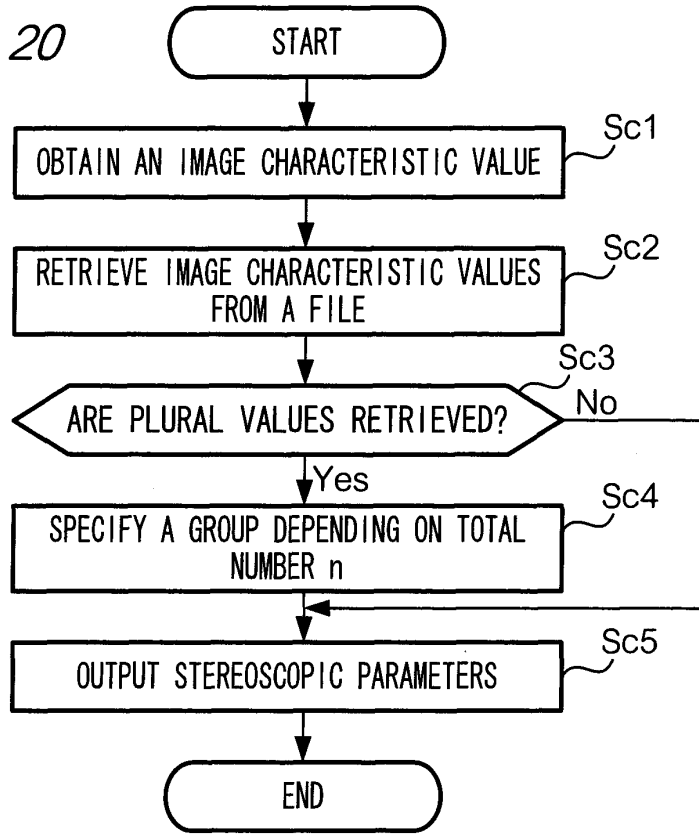 20
START
Sc1
OBTAIN AN IMAGE CHARACTERISTIC VALUE
Sc2
RETRIEVE IMAGE CHARACTERISTIC VALUES
FROM A FILE
Sc3
ARE PLURAL VALUES RETRIEVED?
No
Yes
Sc4
SPECIFY A GROUP DEPENDING ON TOTAL
NUMBER n
Sc5
OUTPUT STEREOSCOPIC PARAMETERS
END